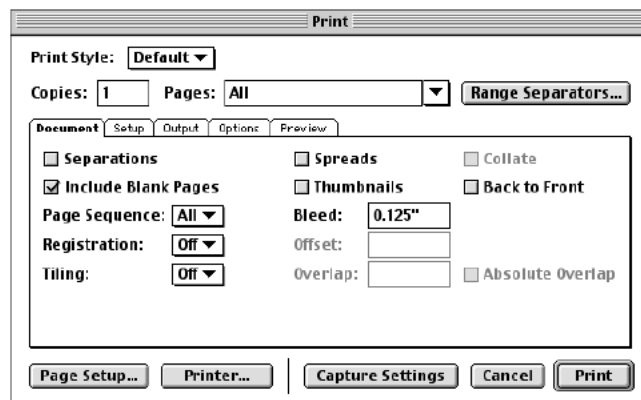 Print
Print Style: Default
Copies: 1 Pages: All Range Separators...
Document Setup Output Options Preview
Separations Spreads Collate
Include Blank Pages Thumbnails Back to Front
Page Sequence: All Bleed: 0.125"
Registration: Off Offset:
Tiling: Off Overlap: Absolute Overlap
Page Setup... Printer... Capture Settings Cancel Print